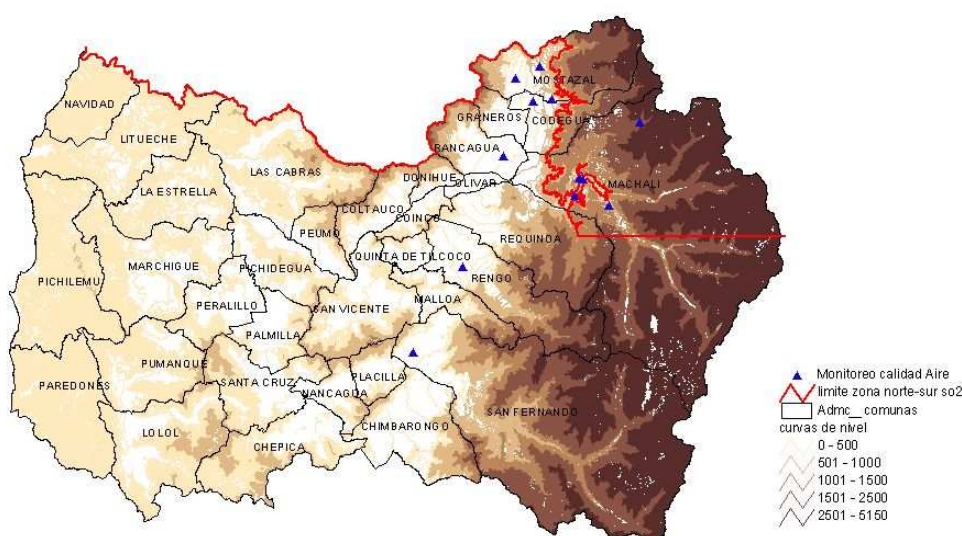 NAVIDAD
MOSTAZAL
GRANEROS
CODEGUA
LITUECHE
RANCAGUA
LAS CABRAS
DOÑIHUE
OLIVAR
MACHALI
LA ESTRELLA
COLTAUCO
COINCO
PEUMO
REQUINOA
QUINTA DE TILCOCO
MARCHIGUE
PICHIDEGUA
PICHILEMU
RENGO
MALLOA
PERALILLO
SAN VICENTE
PALMILLA
PUMANQUE
PAREDONES
SANTA CRUZ
PLACILLA
NANCAGUA
SAN FERNANDO
CHIMBARONGO
LOLOL
CHEPICA
Monitoreo calidad Aire
limite zona norte-sur so2
Admc__comunas
curvas de nivel
0 - 500
501 - 1000
1001 - 1500
1501 - 2500
2501 - 5150